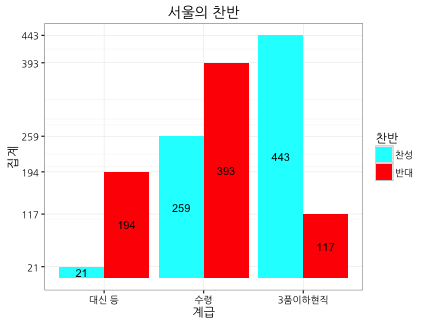 서울의 찬반
443
393
259
194
117
21
집계
21
194
259
393
443
117
대신 등
수령
3품이하현직
계급
찬반
찬성
반대